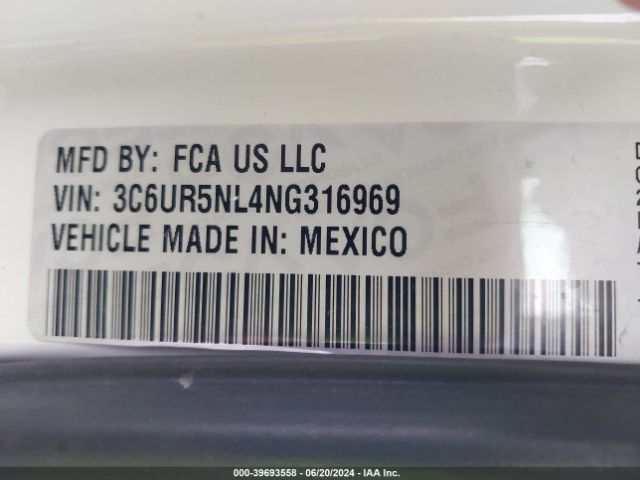 MFD BY: FCA US LLC
VIN: 3C6UR5NL4NG316969
VEHICLE MADE IN: MEXICO
000-39693558 - 06/20/2024 - IAA Inc.